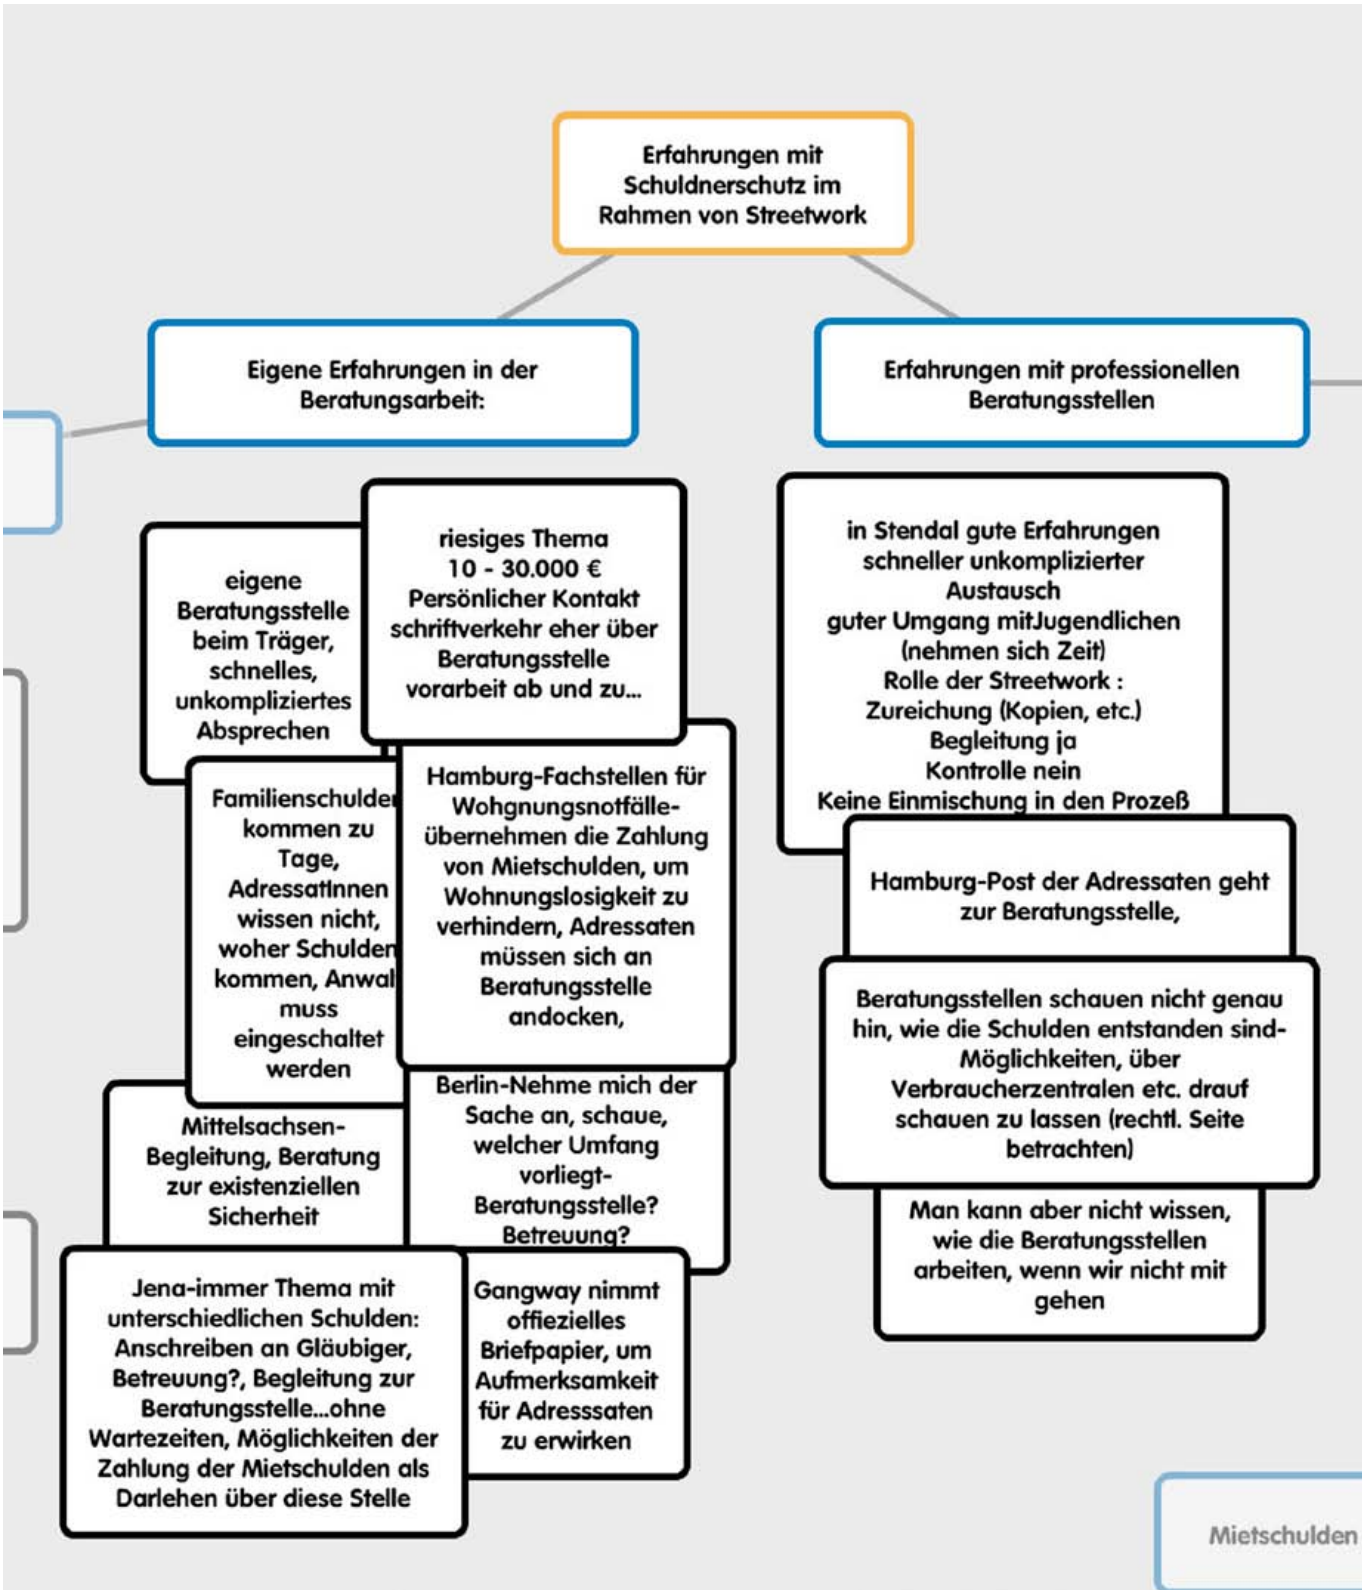 Erfahrungen mit
Schuldnerschutz im
Rahmen von Streetwork
Eigene Erfahrungen in der
Beratungsarbeit:
Erfahrungen mit professionellen
Beratungsstellen
eigene
Beratungsstelle
beim Träger,
schnelles,
unkompliziertes
Absprechen
riesiges Thema
10 - 30.000 €
Persönlicher Kontakt
schriftverkehr eher über
Beratungsstelle
vorarbeit ab und zu...
Familienschulden
kommen zu
Tage,
AdressatInnen
wissen nicht,
woher Schulden
kommen, Anwalt
muss
eingeschaltet
werden
Hamburg-Fachstellen für
Wohgnungsnotfälle-
übernehmen die Zahlung
von Mietschulden, um
Wohnungslosigkeit zu
verhindern, Adressaten
müssen sich an
Beratungsstelle
andocken,
Mittelsachsen-
Begleitung, Beratung
zur existenziellen
Sicherheit
Berlin-Nehme mich der
Sache an, schaue,
welcher Umfang
vorliegt-
Beratungsstelle?
Betreuung?
Jena-immer Thema mit
unterschiedlichen Schulden:
Anschreiben an Gläubiger,
Betreuung?, Begleitung zur
Beratungsstelle...ohne
Wartezeiten, Möglichkeiten der
Zahlung der Mietschulden als
Darlehen über diese Stelle
Gangway nimmt
offiezielles
Briefpapier, um
Aufmerksamkeit
für Adresssaten
zu erwirken
in Stendal gute Erfahrungen
schneller unkomplizierter
Austausch
guter Umgang mitJugendlichen
(nehmen sich Zeit)
Rolle der Streetwork :
Zureichung (Kopien, etc.)
Begleitung ja
Kontrolle nein
Keine Einmischung in den Prozeß
Hamburg-Post der Adressaten geht
zur Beratungsstelle,
Beratungsstellen schauen nicht genau
hin, wie die Schulden entstanden sind-
Möglichkeiten, über
Verbraucherzentralen etc. drauf
schauen zu lassen (rechtl. Seite
betrachten)
Man kann aber nicht wissen,
wie die Beratungsstellen
arbeiten, wenn wir nicht mit
gehen
Mietschulden